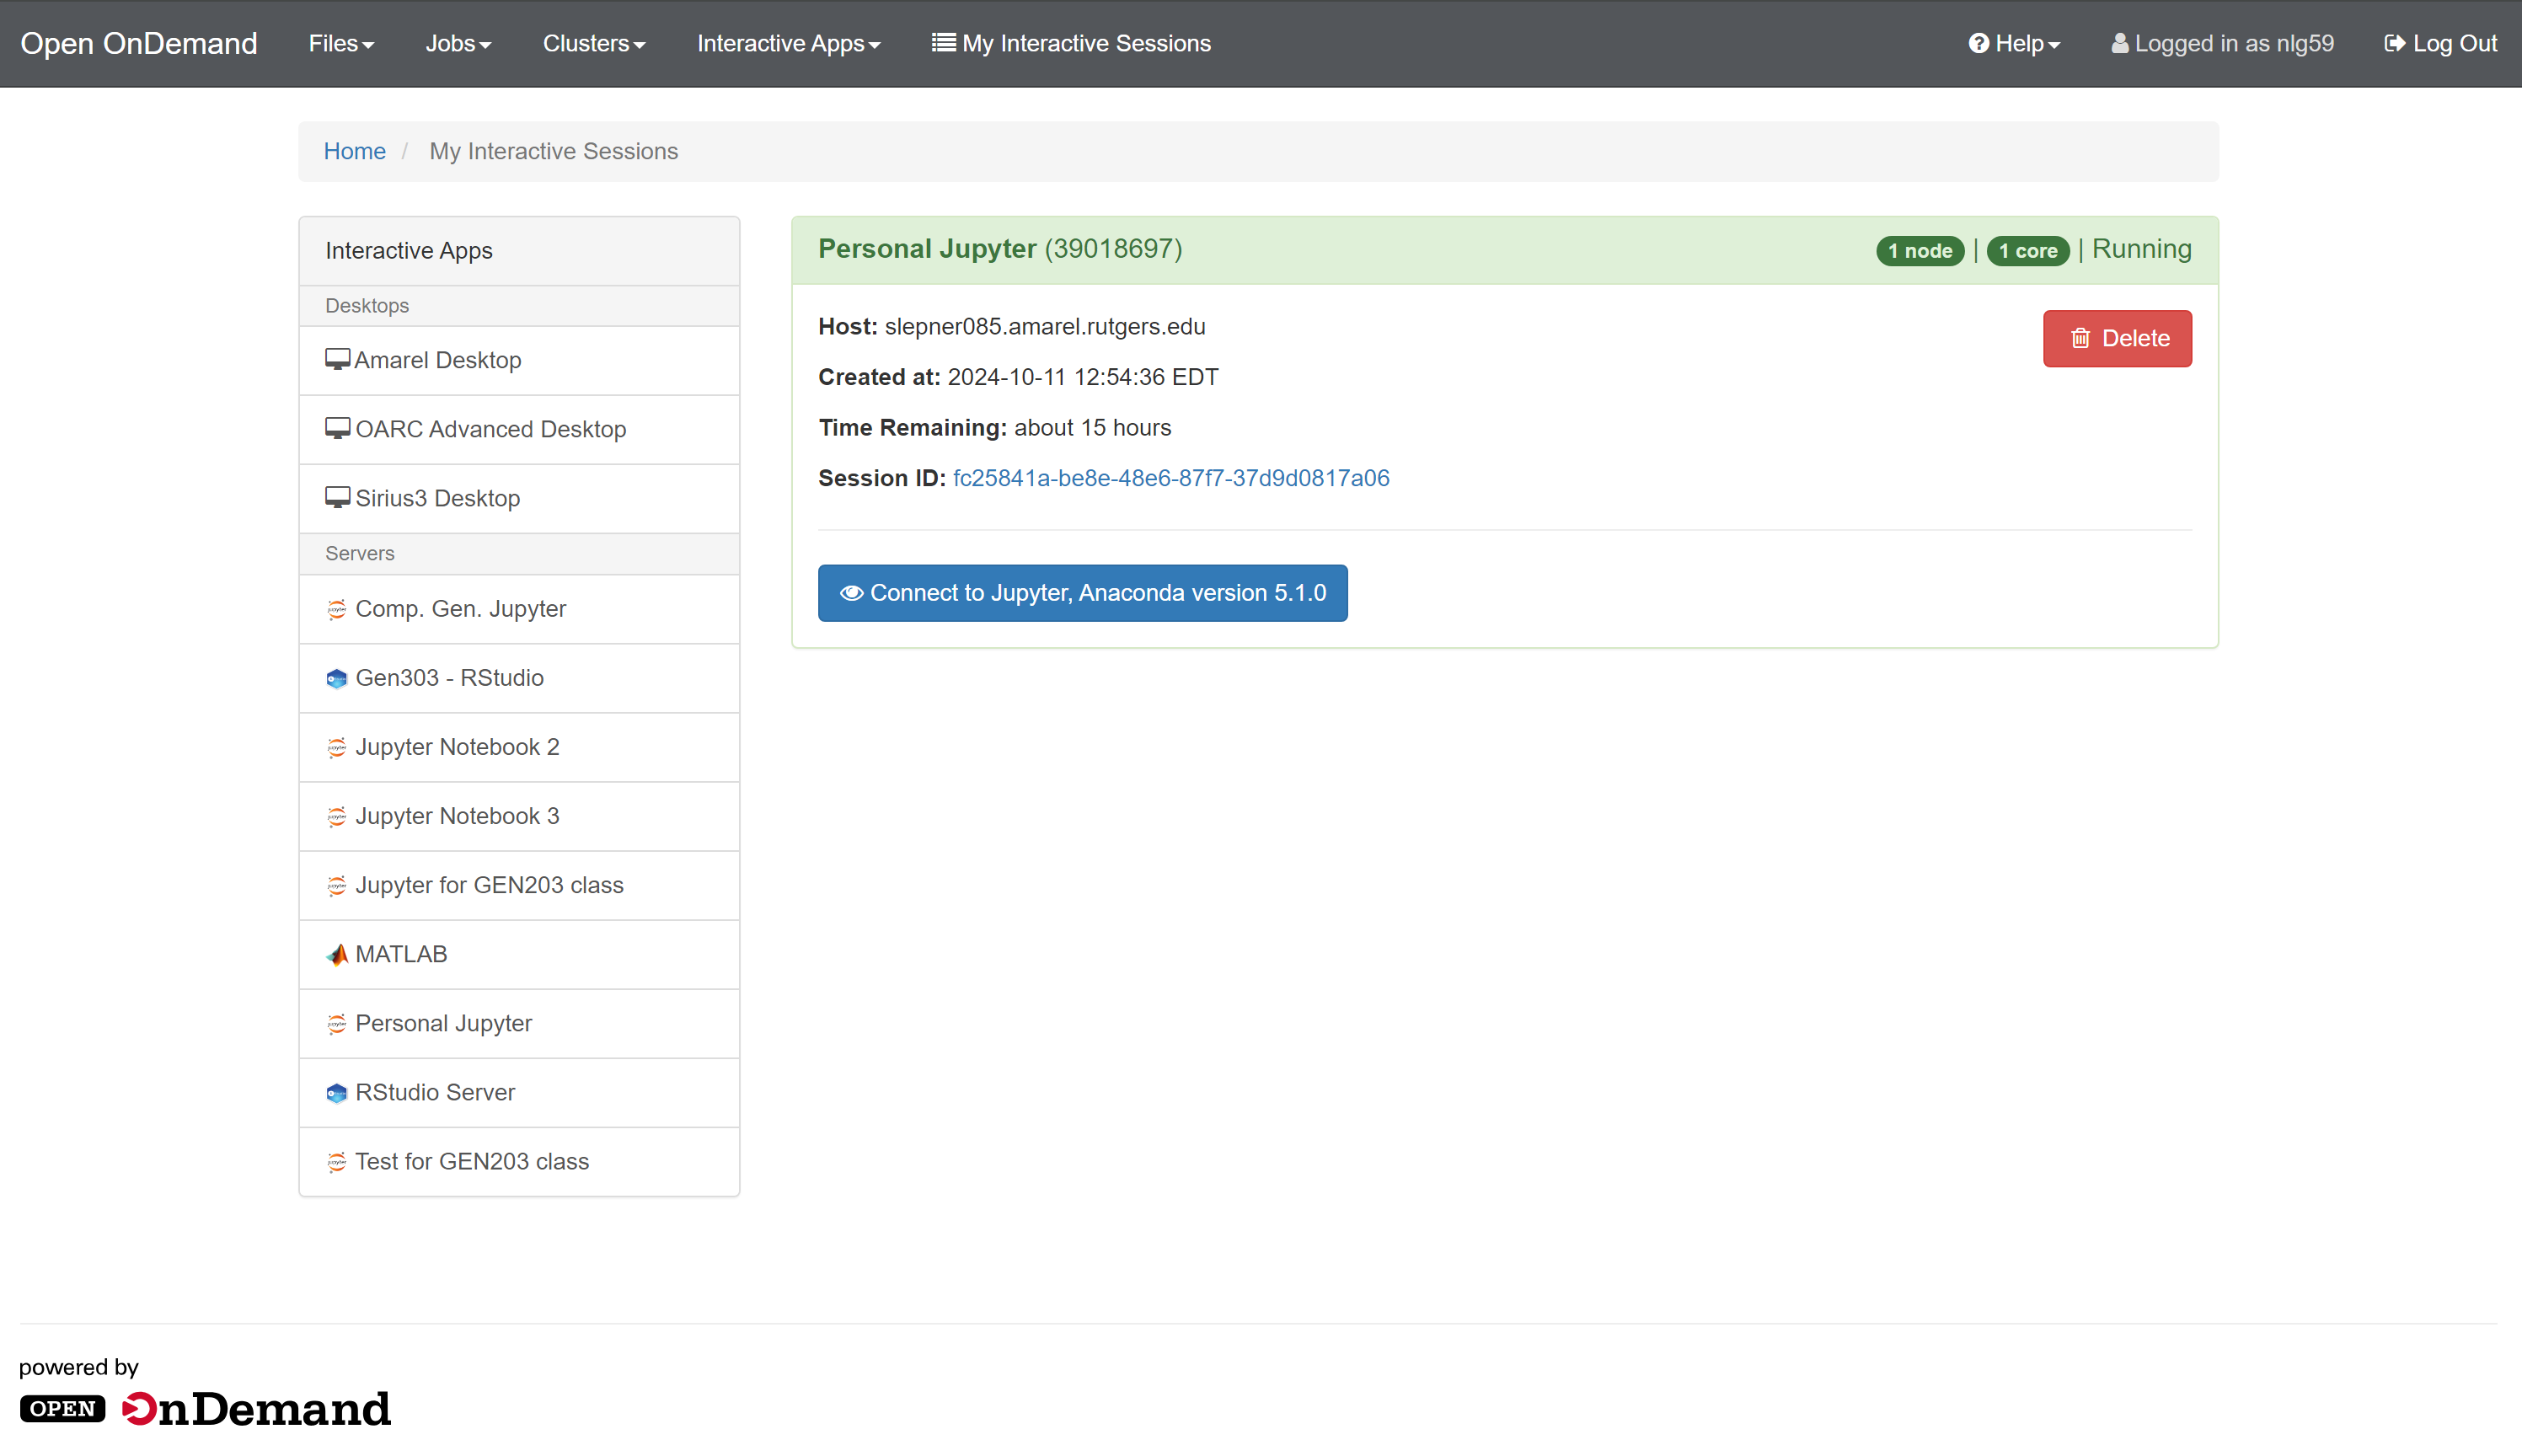 Open OnDemand Files Jobs Clusters Interactive Apps My Interactive Sessions Help Logged in as nlg59 Log Out
Home / My Interactive Sessions
Interactive Apps
Desktops
Amarel Desktop
OARC Advanced Desktop
Sirius3 Desktop
Servers
Comp. Gen. Jupyter
Gen303 - RStudio
Jupyter Notebook 2
Jupyter Notebook 3
Jupyter for GEN203 class
MATLAB
Personal Jupyter
RStudio Server
Test for GEN203 class
Personal Jupyter (39018697) 1 node | 1 core | Running
Host: slepner085.amarel.rutgers.edu
Delete
Created at: 2024-10-11 12:54:36 EDT
Time Remaining: about 15 hours
Session ID: fc25841a-be8e-48e6-87f7-37d9d0817a06
Connect to Jupyter, Anaconda version 5.1.0
powered by
OPEN OnDemand